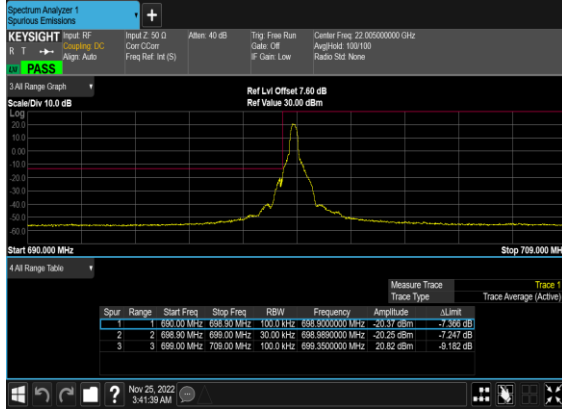 Spectrum Analyzer 1
Spurious Emissions
+
KEYSIGHT Input: RF Input Z: 50 Ω Atten: 40 dB Trig: Free Run Center Freq: 22.005000000 GHz
R T Coupling: DC Corr CCorr Gate: Off Avg|Hold: 100/100
Align: Auto Freq Ref: Int (S) IF Gain: Low Radio Std: None
PASS
3 All Range Graph
Ref Lvl Offset 7.60 dB
Scale/Div 10.0 dB Ref Value 30.00 dBm
Log
20.0
10.0
0.00
-10.0
-20.0
-30.0
-40.0
-50.0
-60.0
Start 690.000 MHz Stop 709.000 MH
4 All Range Table
Measure Trace Trace 1
Trace Type Trace Average (Active)
Spur Range Start Freq Stop Freq RBW Frequency Amplitude ΔLimit
1 1 690.00 MHz 698.90 MHz 100.0 kHz 698.9000000 MHz -20.37 dBm -7.366 dB
2 2 698.90 MHz 699.00 MHz 30.00 kHz 698.9890000 MHz -20.25 dBm -7.247 dB
3 3 699.00 MHz 709.00 MHz 100.0 kHz 699.3500000 MHz 20.82 dBm -9.182 dB
? Nov 25, 2022
3:41:39 AM